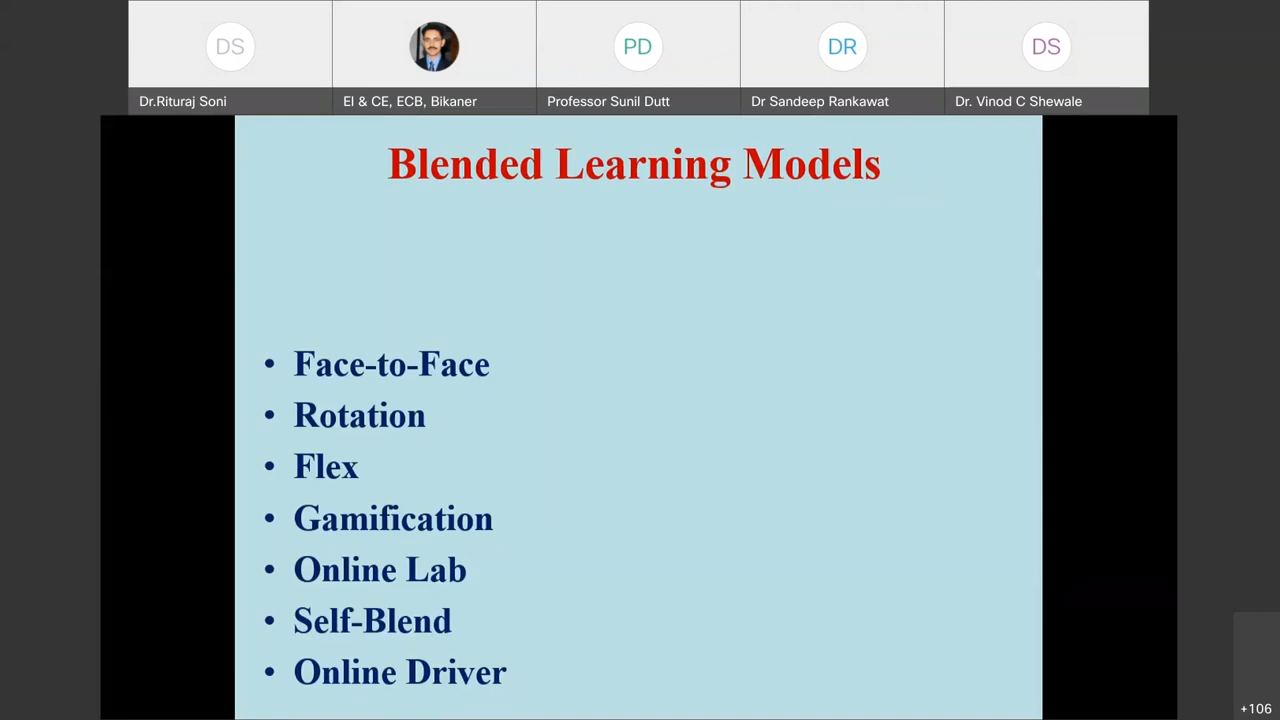 DS
PD
DR
DS
Dr.Rituraj Soni
EI & CE, ECB, Bikaner
Professor Sunil Dutt
Dr Sandeep Rankawat
Dr. Vinod C Shewale
Blended Learning Models
• Face-to-Face
• Rotation
• Flex
• Gamification
• Online Lab
• Self-Blend
• Online Driver
+106